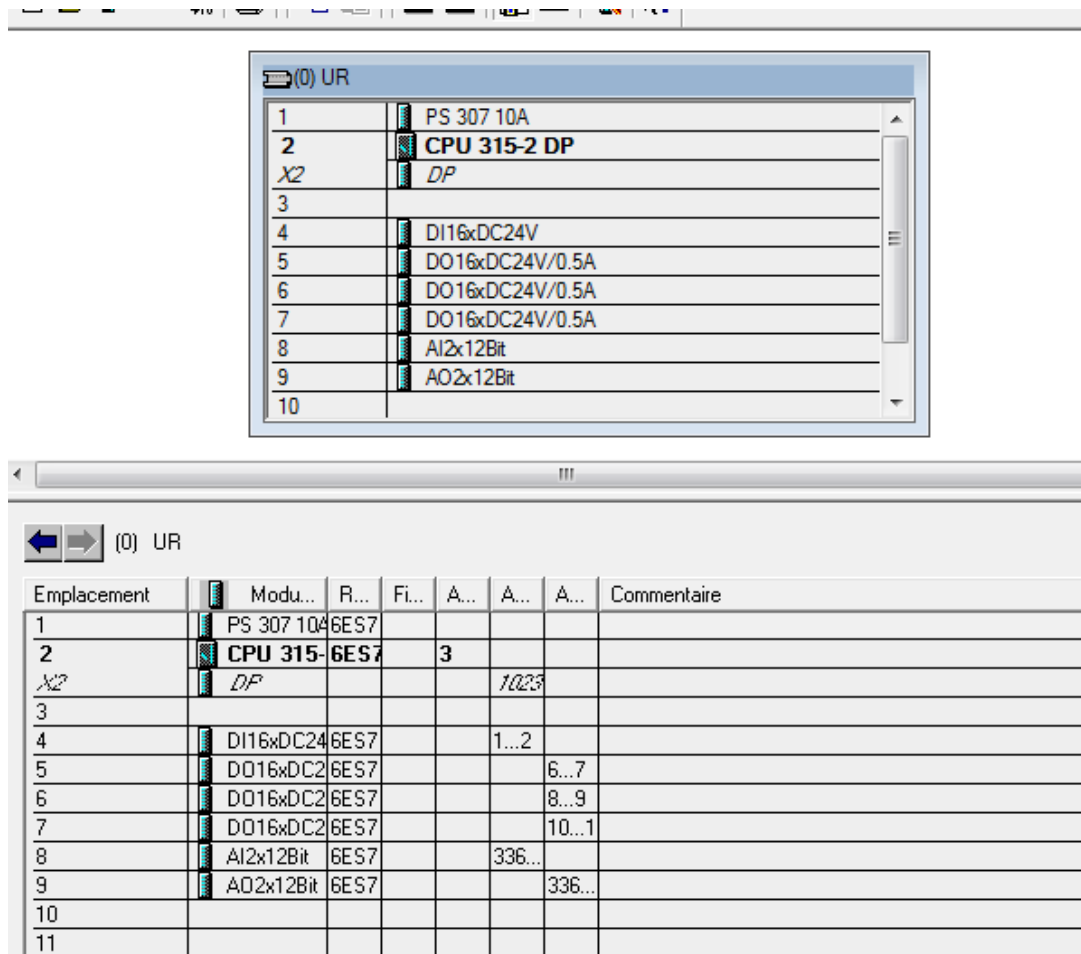 (0) UR
1 PS 307 10A
2 CPU 315-2 DP
X2 DP
3
4 DI16xDC24V
5 DO16xDC24V/0.5A
6 DO16xDC24V/0.5A
7 DO16xDC24V/0.5A
8 AI2x12Bit
9 AO2x12Bit
10
(0) UR
Emplacement Modu... R... Fi... A... A... A... Commentaire
1 PS 307 10A 6ES7
2 CPU 315- 6ES7 3
X2 DP 1023
3
4 DI16xDC24 6ES7 1...2
5 DO16xDC2 6ES7 6...7
6 DO16xDC2 6ES7 8...9
7 DO16xDC2 6ES7 10...1
8 AI2x12Bit 6ES7 336...
9 AO2x12Bit 6ES7 336...
10
11